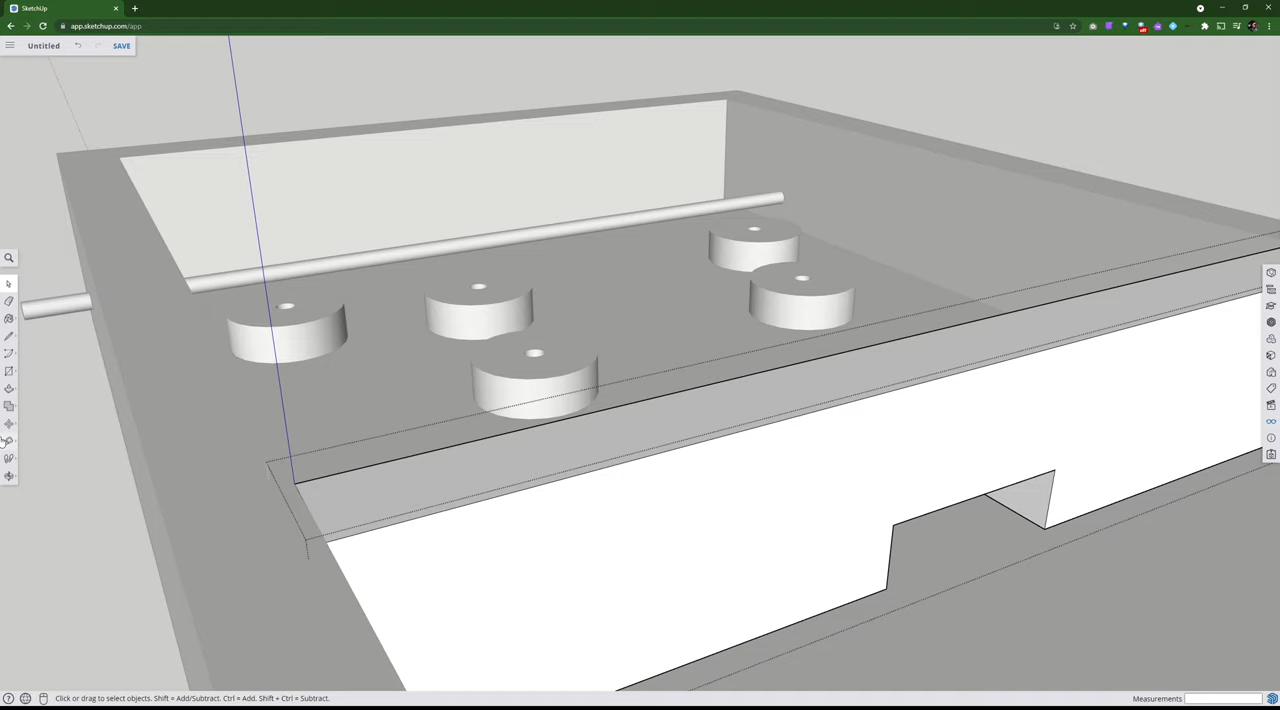 SketchUp
app.sketchup.com/app
Untitled
SAVE
Click or drag to select objects. Shift = Add/Subtract. Ctrl = Add. Shift + Ctrl = Subtract.
Measurements